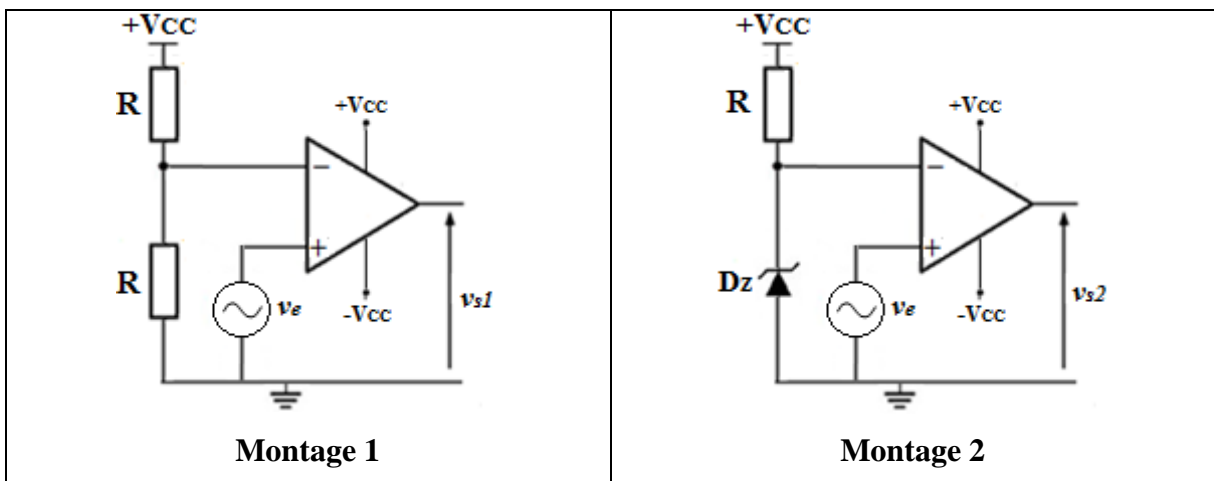 +VCC
R
+VCC
−
R
+
ve
-VCC
vs1
Montage 1
+VCC
R
+VCC
−
Dz
+
ve
-VCC
vs2
Montage 2